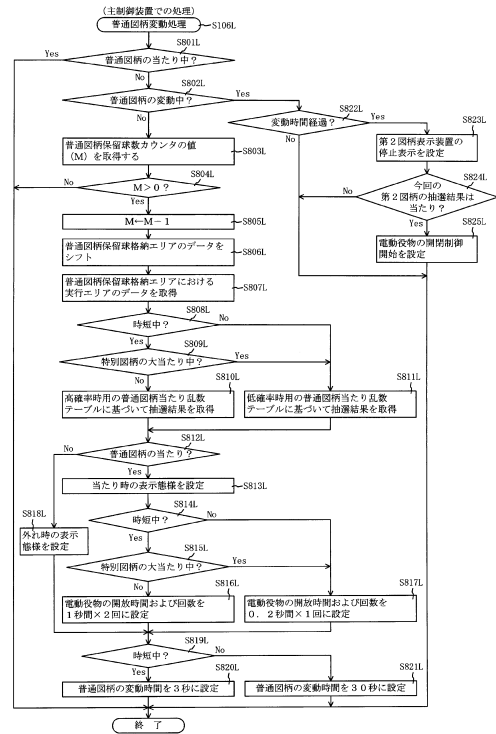 (主制御装置での処理)
普通図柄変動処理
S106L
S801L
普通図柄の当たり中?
Yes
No
S802L
普通図柄の変動中?
Yes
No
S822L
変動時間経過?
Yes
No
S823L
第2図柄表示装置の
停止表示を設定
S824L
今回の
第2図柄の抽選結果は
当たり?
No
Yes
S825L
電動役物の開閉制御
開始を設定
普通図柄保留球数カウンタの値
(M)を取得する
S803L
S804L
M>0?
No
Yes
M←M-1
S805L
普通図柄保留球格納エリアのデータを
シフト
S806L
普通図柄保留球格納エリアにおける
実行エリアのデータを取得
S807L
S808L
時短中?
No
Yes
S809L
特別図柄の大当たり中?
Yes
No
S810L
高確率時用の普通図柄当たり乱数
テーブルに基づいて抽選結果を取得
S811L
低確率時用の普通図柄当たり乱数
テーブルに基づいて抽選結果を取得
S812L
普通図柄の当たり?
No
Yes
当たり時の表示態様を設定
S813L
S818L
外れ時の表示
態様を設定
S814L
時短中?
No
Yes
S815L
特別図柄の大当たり中?
Yes
No
S816L
電動役物の開放時間および回数を
1秒間×2回に設定
S817L
電動役物の開放時間および回数を
0.2秒間×1回に設定
S819L
時短中?
No
Yes
S820L
普通図柄の変動時間を3秒に設定
S821L
普通図柄の変動時間を30秒に設定
終 了